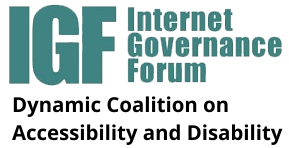 IGF
Internet
Governance
Forum
Dynamic Coalition on
Accessibility and Disability